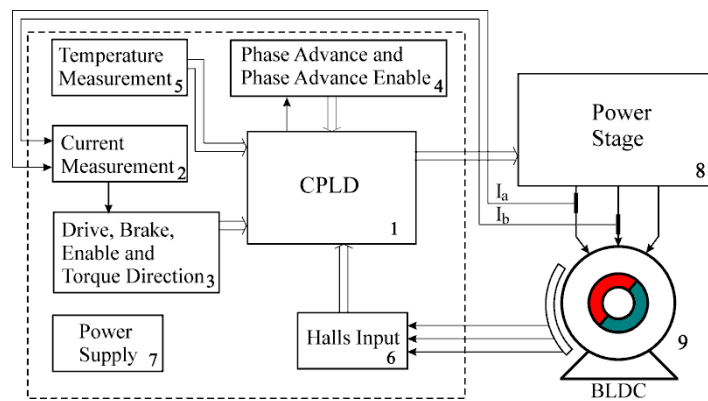 Temperature
Measurement 5
Phase Advance and
Phase Advance Enable 4
Current
Measurement 2
CPLD
1
Power
Stage
8
Ia
Ib
Drive, Brake,
Enable and
Torque Direction 3
Power
Supply 7
Halls Input
6
9
BLDC